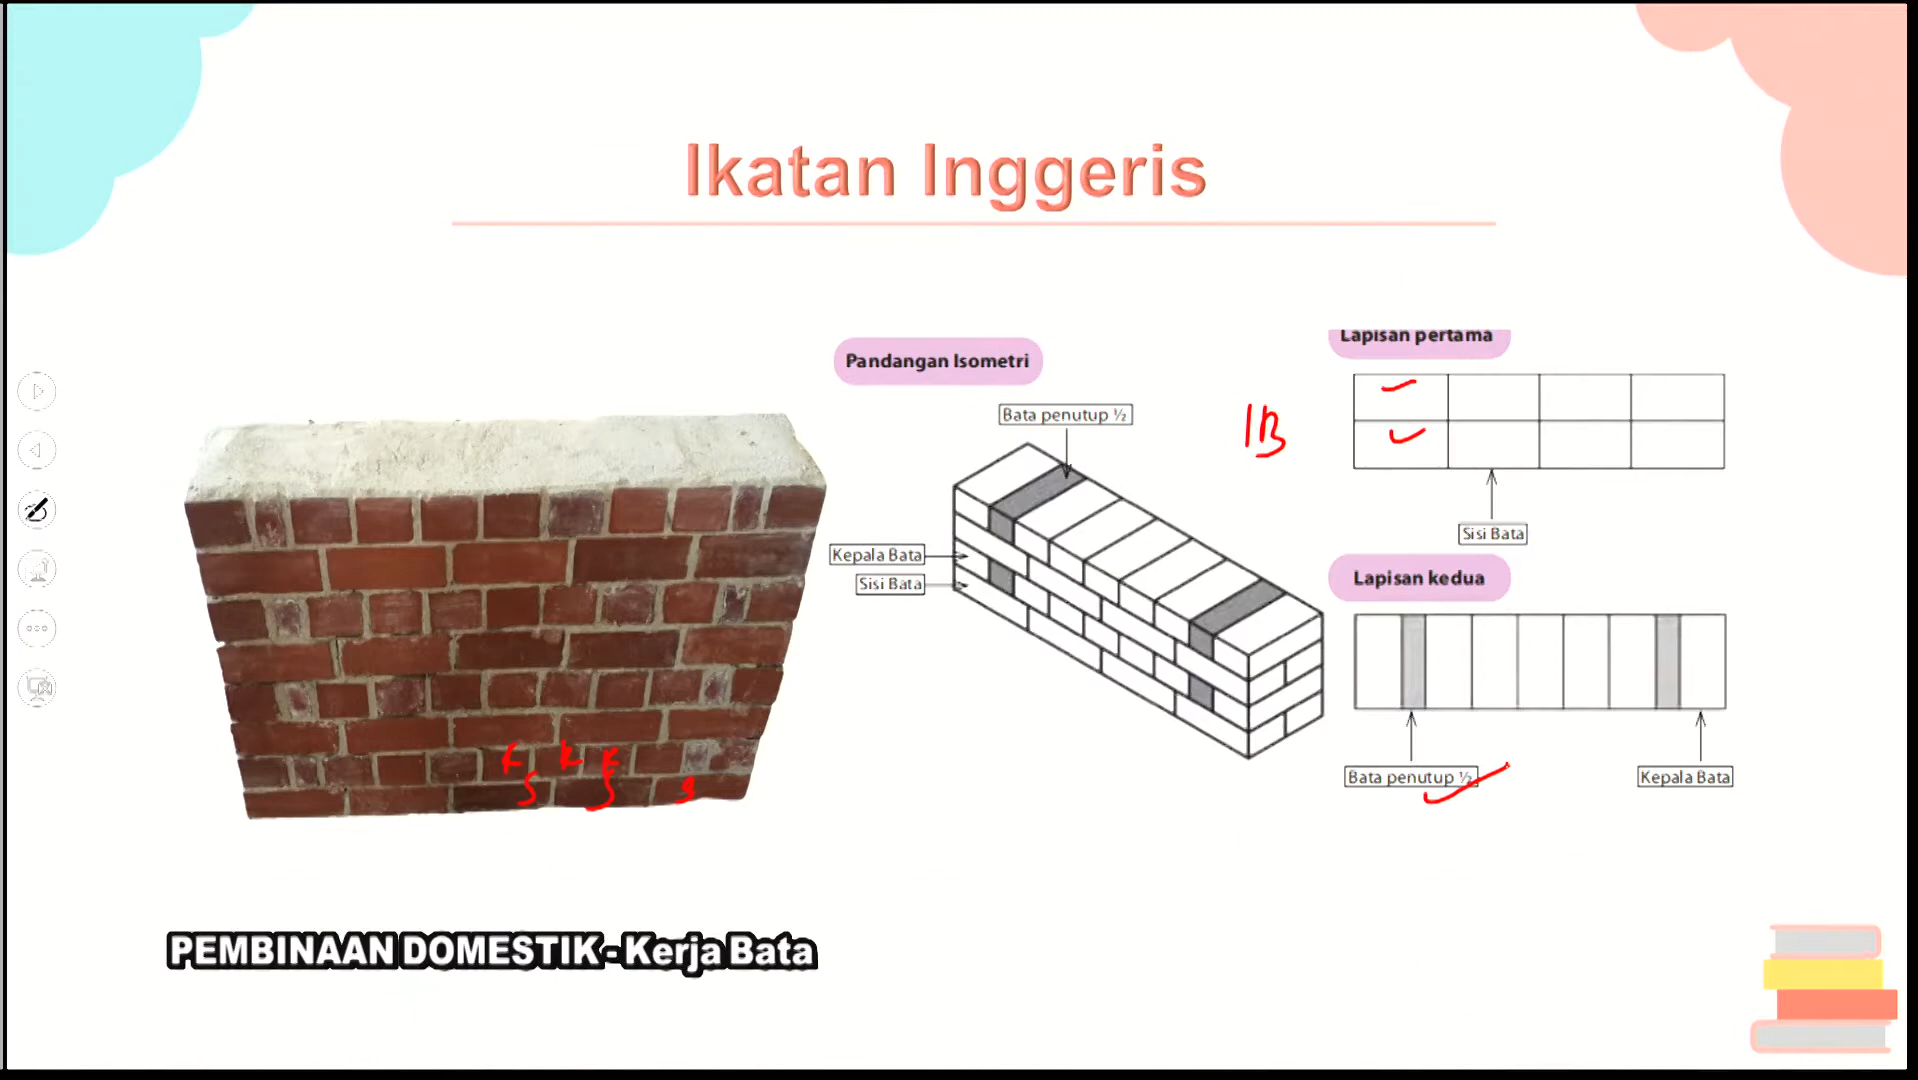 Ikatan Inggeris
Pandangan Isometri
Bata penutup ½
Kepala Bata
Sisi Bata
1B
Lapisan pertama
Sisi Bata
Lapisan kedua
Bata penutup ½
Kepala Bata
K K K
S S S
PEMBINAAN DOMESTIK - Kerja Bata